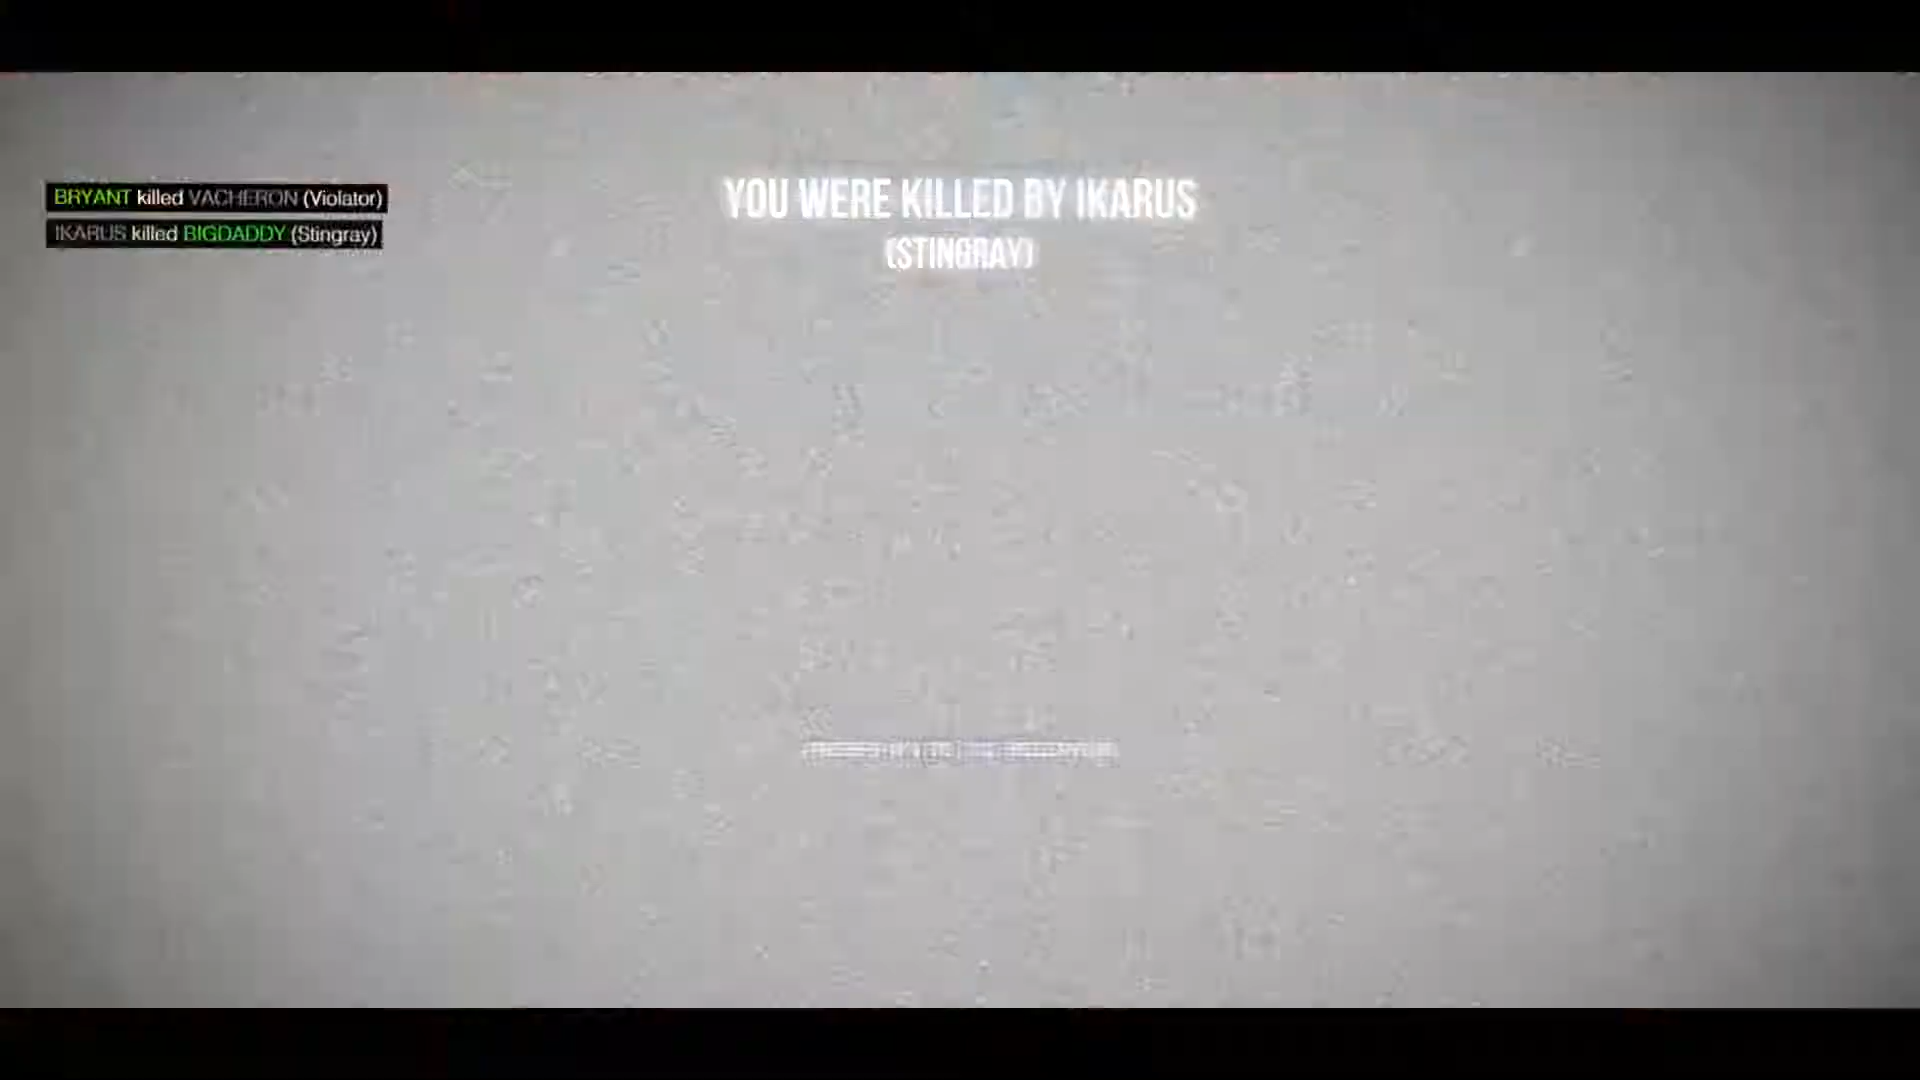 BRYANT killed VACHERON (Violator)
IKARUS killed BIGDADDY (Stingray)
YOU WERE KILLED BY IKARUS
(STINGRAY)